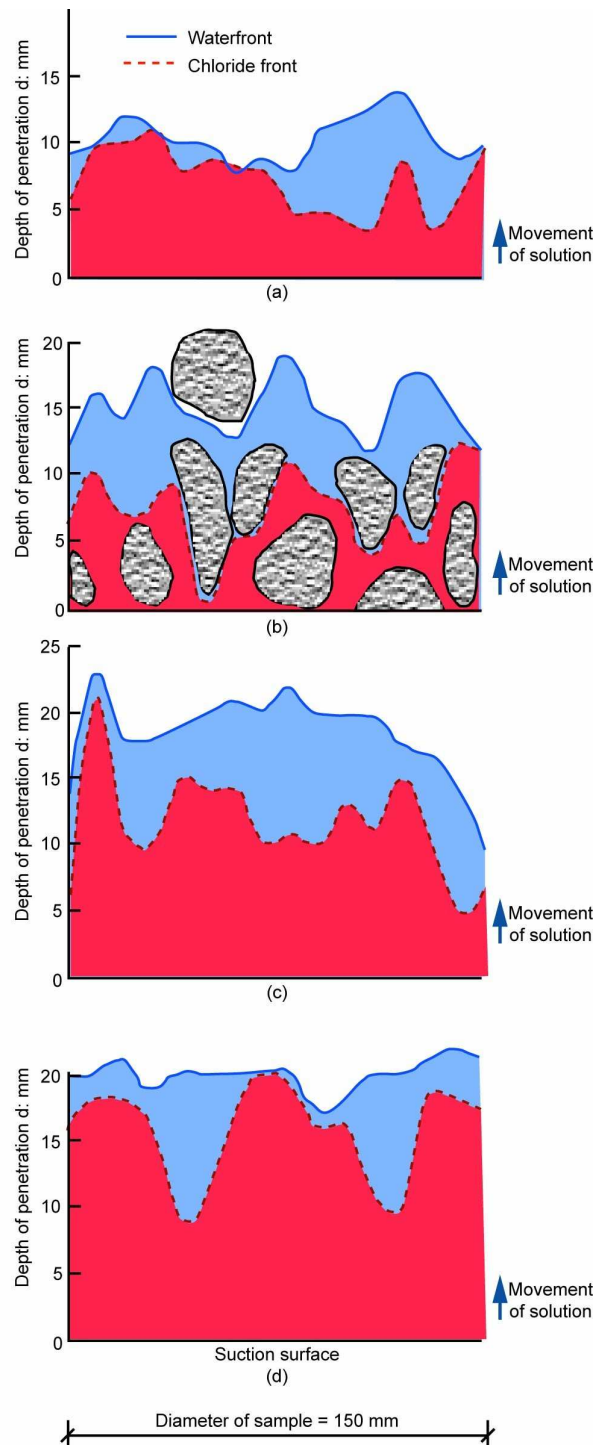 Waterfront
Chloride front
Depth of penetration d: mm
15
10
5
0
Movement
of solution
(a)
Depth of penetration d: mm
20
15
10
5
0
Movement
of solution
(b)
Depth of penetration d: mm
25
20
15
10
5
0
Movement
of solution
(c)
Depth of penetration d: mm
20
15
10
5
0
Movement
of solution
Suction surface
(d)
Diameter of sample = 150 mm